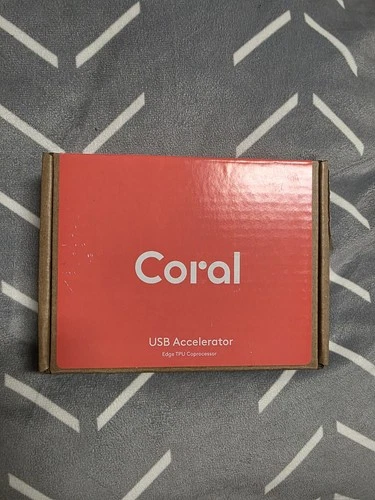 Coral
USB Accelerator
Edge TPU Coprocessor